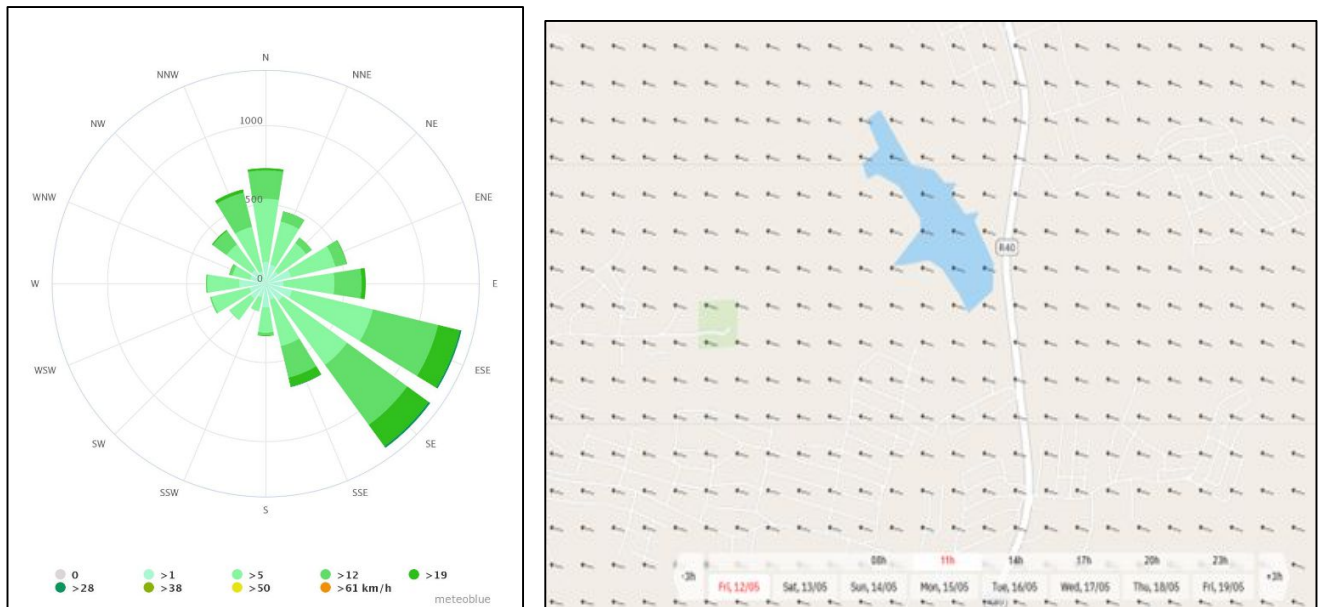 N
NNW
NNE
1000
NW
NE
500
WNW
ENE
0
W
E
WSW
ESE
SW
SE
SSW
SSE
S
0 >1 >5 >12 >19
>28 >38 >50 >61 km/h
meteoblue
R40
-3h
08h 11h 14h 17h 20h 23h
+3h
Fri, 12/05 Sat, 13/05 Sun, 14/05 Mon, 15/05 Tue, 16/05 Wed, 17/05 Thu, 18/05 Fri, 19/05